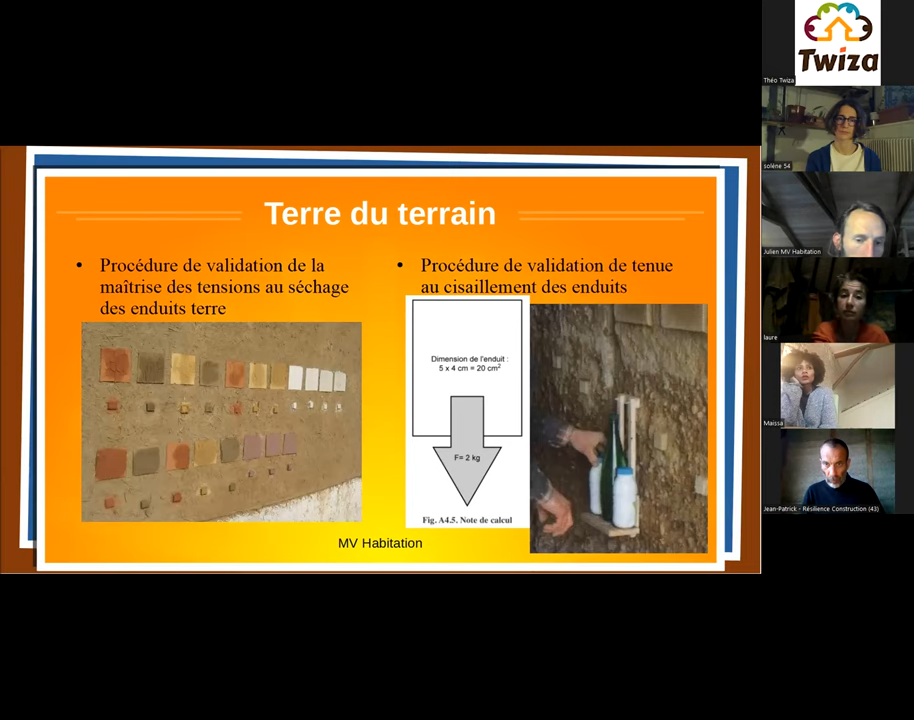 Terre du terrain
• Procédure de validation de la
maîtrise des tensions au séchage
des enduits terre
• Procédure de validation de tenue
au cisaillement des enduits
Dimension de l'enduit :
5 x 4 cm = 20 cm²
F= 2 kg
Fig. A4.5. Note de calcul
MV Habitation
Twiza
Théo Twiza
solène 54
Julien MV Habitation
laure
Maissa
Jean-Patrick - Résilience Construction (43)